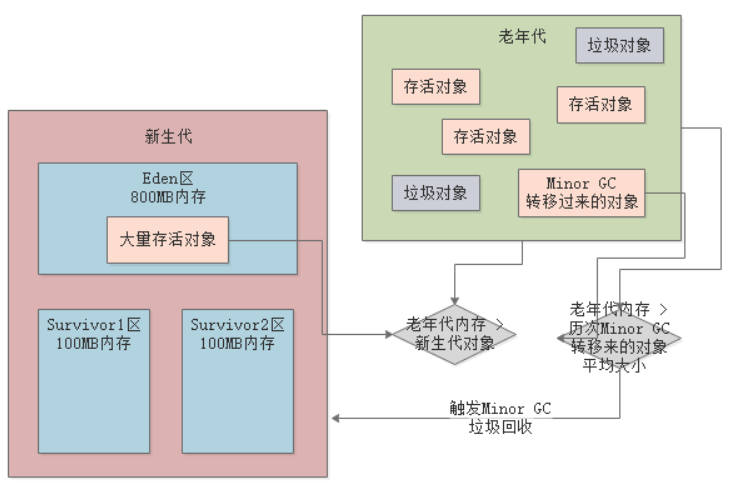 老年代
垃圾对象
存活对象
存活对象
存活对象
垃圾对象
Minor GC
转移过来的对象
新生代
Eden区
800MB内存
大量存活对象
Survivor1区
100MB内存
Survivor2区
100MB内存
老年代内存 >
新生代对象
老年代内存 >
历次Minor GC
转移来的对象
平均大小
触发Minor GC
垃圾回收